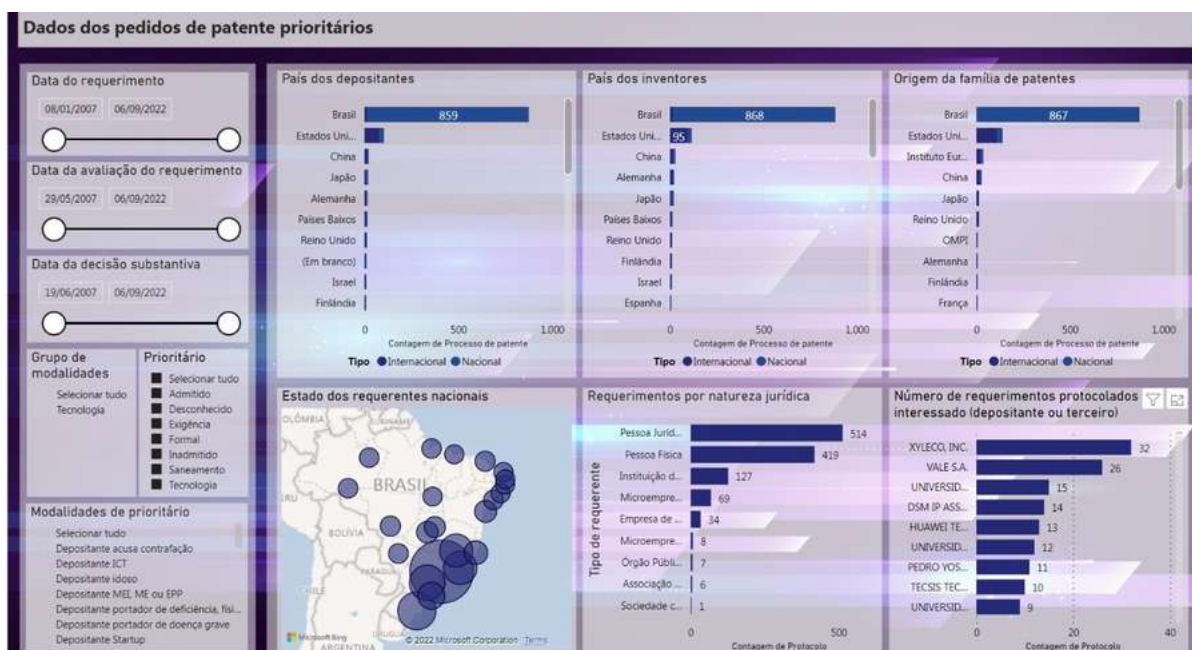 Dados dos pedidos de patente prioritários
Data do requerimento
08/01/2007 06/09/2022
Data da avaliação do requerimento
29/05/2007 06/09/2022
Data da decisão substantiva
19/06/2007 06/09/2022
Grupo de modalidades
Selecionar tudo
Tecnologia
Prioritário
Selecionar tudo
Admitido
Desconhecido
Exigência
Formal
Inadmitido
Saneamento
Tecnologia
Modalidades de prioritário
Selecionar tudo
Depositante acusa contrafação
Depositante ICT
Depositante idoso
Depositante MEI, ME ou EPP
Depositante portador de deficiência, físi...
Depositante portador de doença grave
Depositante Startup
País dos depositantes
Brasil 859
Estados Uni...
China
Japão
Alemanha
Países Baixos
Reino Unido
(Em branco)
Israel
Finlândia
0 500 1.000
Contagem de Processo de patente
Tipo Internacional Nacional
País dos inventores
Brasil 868
Estados Uni... 95
China
Alemanha
Japão
Países Baixos
Reino Unido
Finlândia
Israel
Espanha
0 500 1.000
Contagem de Processo de patente
Tipo Internacional Nacional
Origem da família de patentes
Brasil 867
Estados Uni...
Instituto Eur...
China
Japão
Reino Unido
OMPI
Alemanha
Finlândia
França
0 500 1.000
Contagem de Processo de patente
Tipo Internacional Nacional
Estado dos requerentes nacionais
COLÔMBIA
BRASIL
BOLÍVIA
PARAGUAI
CHILE
URUGUAI
ARGENTINA
Microsoft Bing
© 2022 Microsoft Corporation Terms
Requerimentos por natureza jurídica
Tipo de requerente
Pessoa Juríd... 514
Pessoa Física 419
Instituição d... 127
Microempre... 69
Empresa de ... 34
Microempre... 8
Órgão Públi... 7
Associação ... 6
Sociedade c... 1
0 500
Contagem de Protocolo
Número de requerimentos protocolados
interessado (depositante ou terceiro)
XYLECO, INC. 32
VALE S.A. 26
UNIVERSID... 15
DSM IP ASS... 14
HUAWEI TE... 13
UNIVERSID... 12
PEDRO YOS... 11
TECSIS TEC... 10
UNIVERSID... 9
0 20 40
Contagem de Protocolo